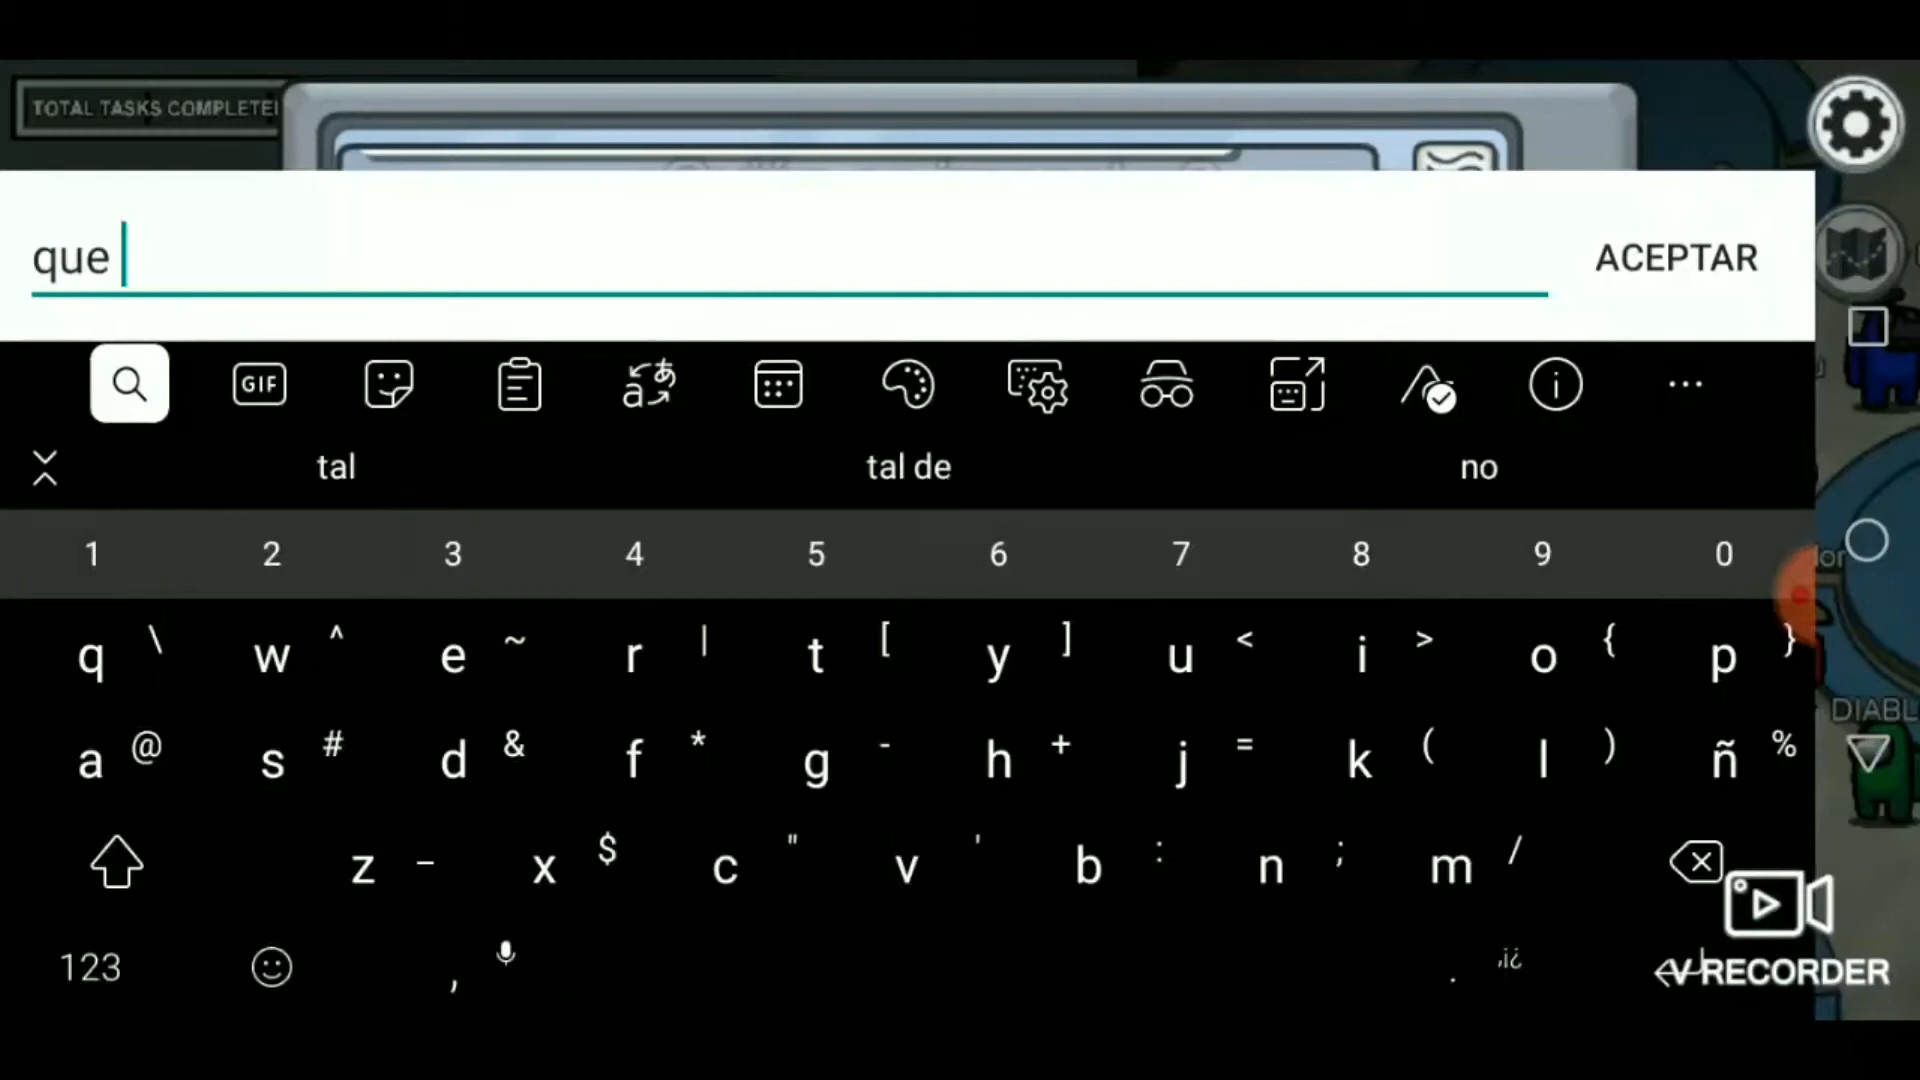 TOTAL TASKS COMPLETE
que
ACEPTAR
GIF
tal
tal de
no
1 2 3 4 5 6 7 8 9 0
q \ w ^ e ~ r | t [ y ] u < i > o { p }
a @ s # d & f * g - h + j = k ( l ) ñ %
z _ x $ c " v ' b : n ; m /
123 , . ,¡¿
lor
DIABL
V RECORDER